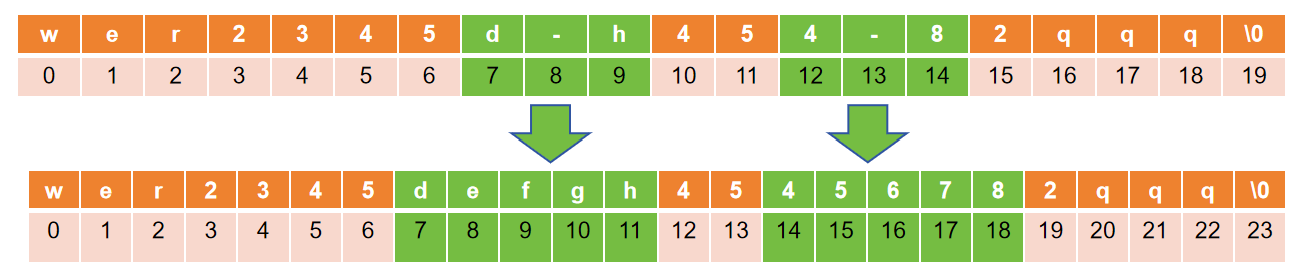 w e r 2 3 4 5 d - h 4 5 4 - 8 2 q q q \0
0 1 2 3 4 5 6 7 8 9 10 11 12 13 14 15 16 17 18 19
w e r 2 3 4 5 d e f g h 4 5 4 5 6 7 8 2 q q q \0
0 1 2 3 4 5 6 7 8 9 10 11 12 13 14 15 16 17 18 19 20 21 22 23